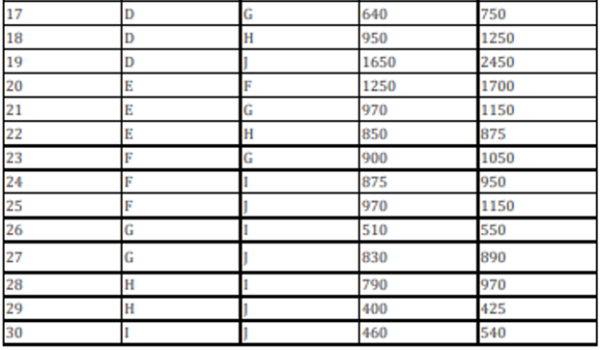 17 D G 640 750
18 D H 950 1250
19 D J 1650 2450
20 E F 1250 1700
21 E G 970 1150
22 E H 850 875
23 F G 900 1050
24 F I 875 950
25 F J 970 1150
26 G I 510 550
27 G J 830 890
28 H I 790 970
29 H J 400 425
30 I J 460 540